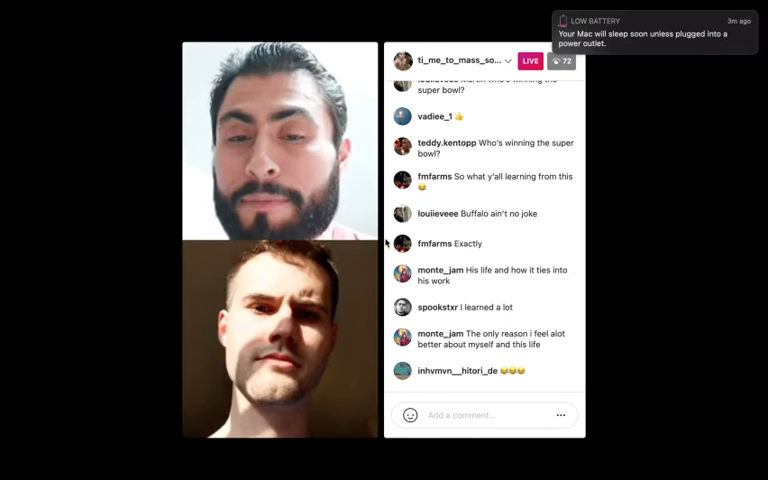 LOW BATTERY
3m ago
Your Mac will sleep soon unless plugged into a
power outlet.
ti_me_to_mass_so...
LIVE
72
super bowl?
vadiee_1 👍
teddy.kentopp Who's winning the super
bowl?
fmfarms So what y'all learning from this
😂
louiieveee Buffalo ain't no joke
fmfarms Exactly
monte_jam His life and how it ties into
his work
spookstxr I learned a lot
monte_jam The only reason i feel alot
better about myself and this life
inhvmvn__hitori_de 😂😂😂
Add a comment...